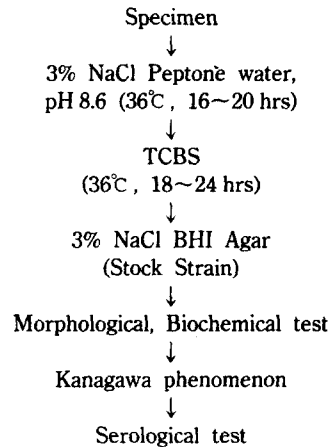 Specimen
↓
3% NaCl Peptone water,
pH 8.6 (36℃, 16~20 hrs)
↓
TCBS
(36℃, 18~24 hrs)
↓
3% NaCl BHI Agar
(Stock Strain)
↓
Morphological, Biochemical test
↓
Kanagawa phenomenon
↓
Serological test